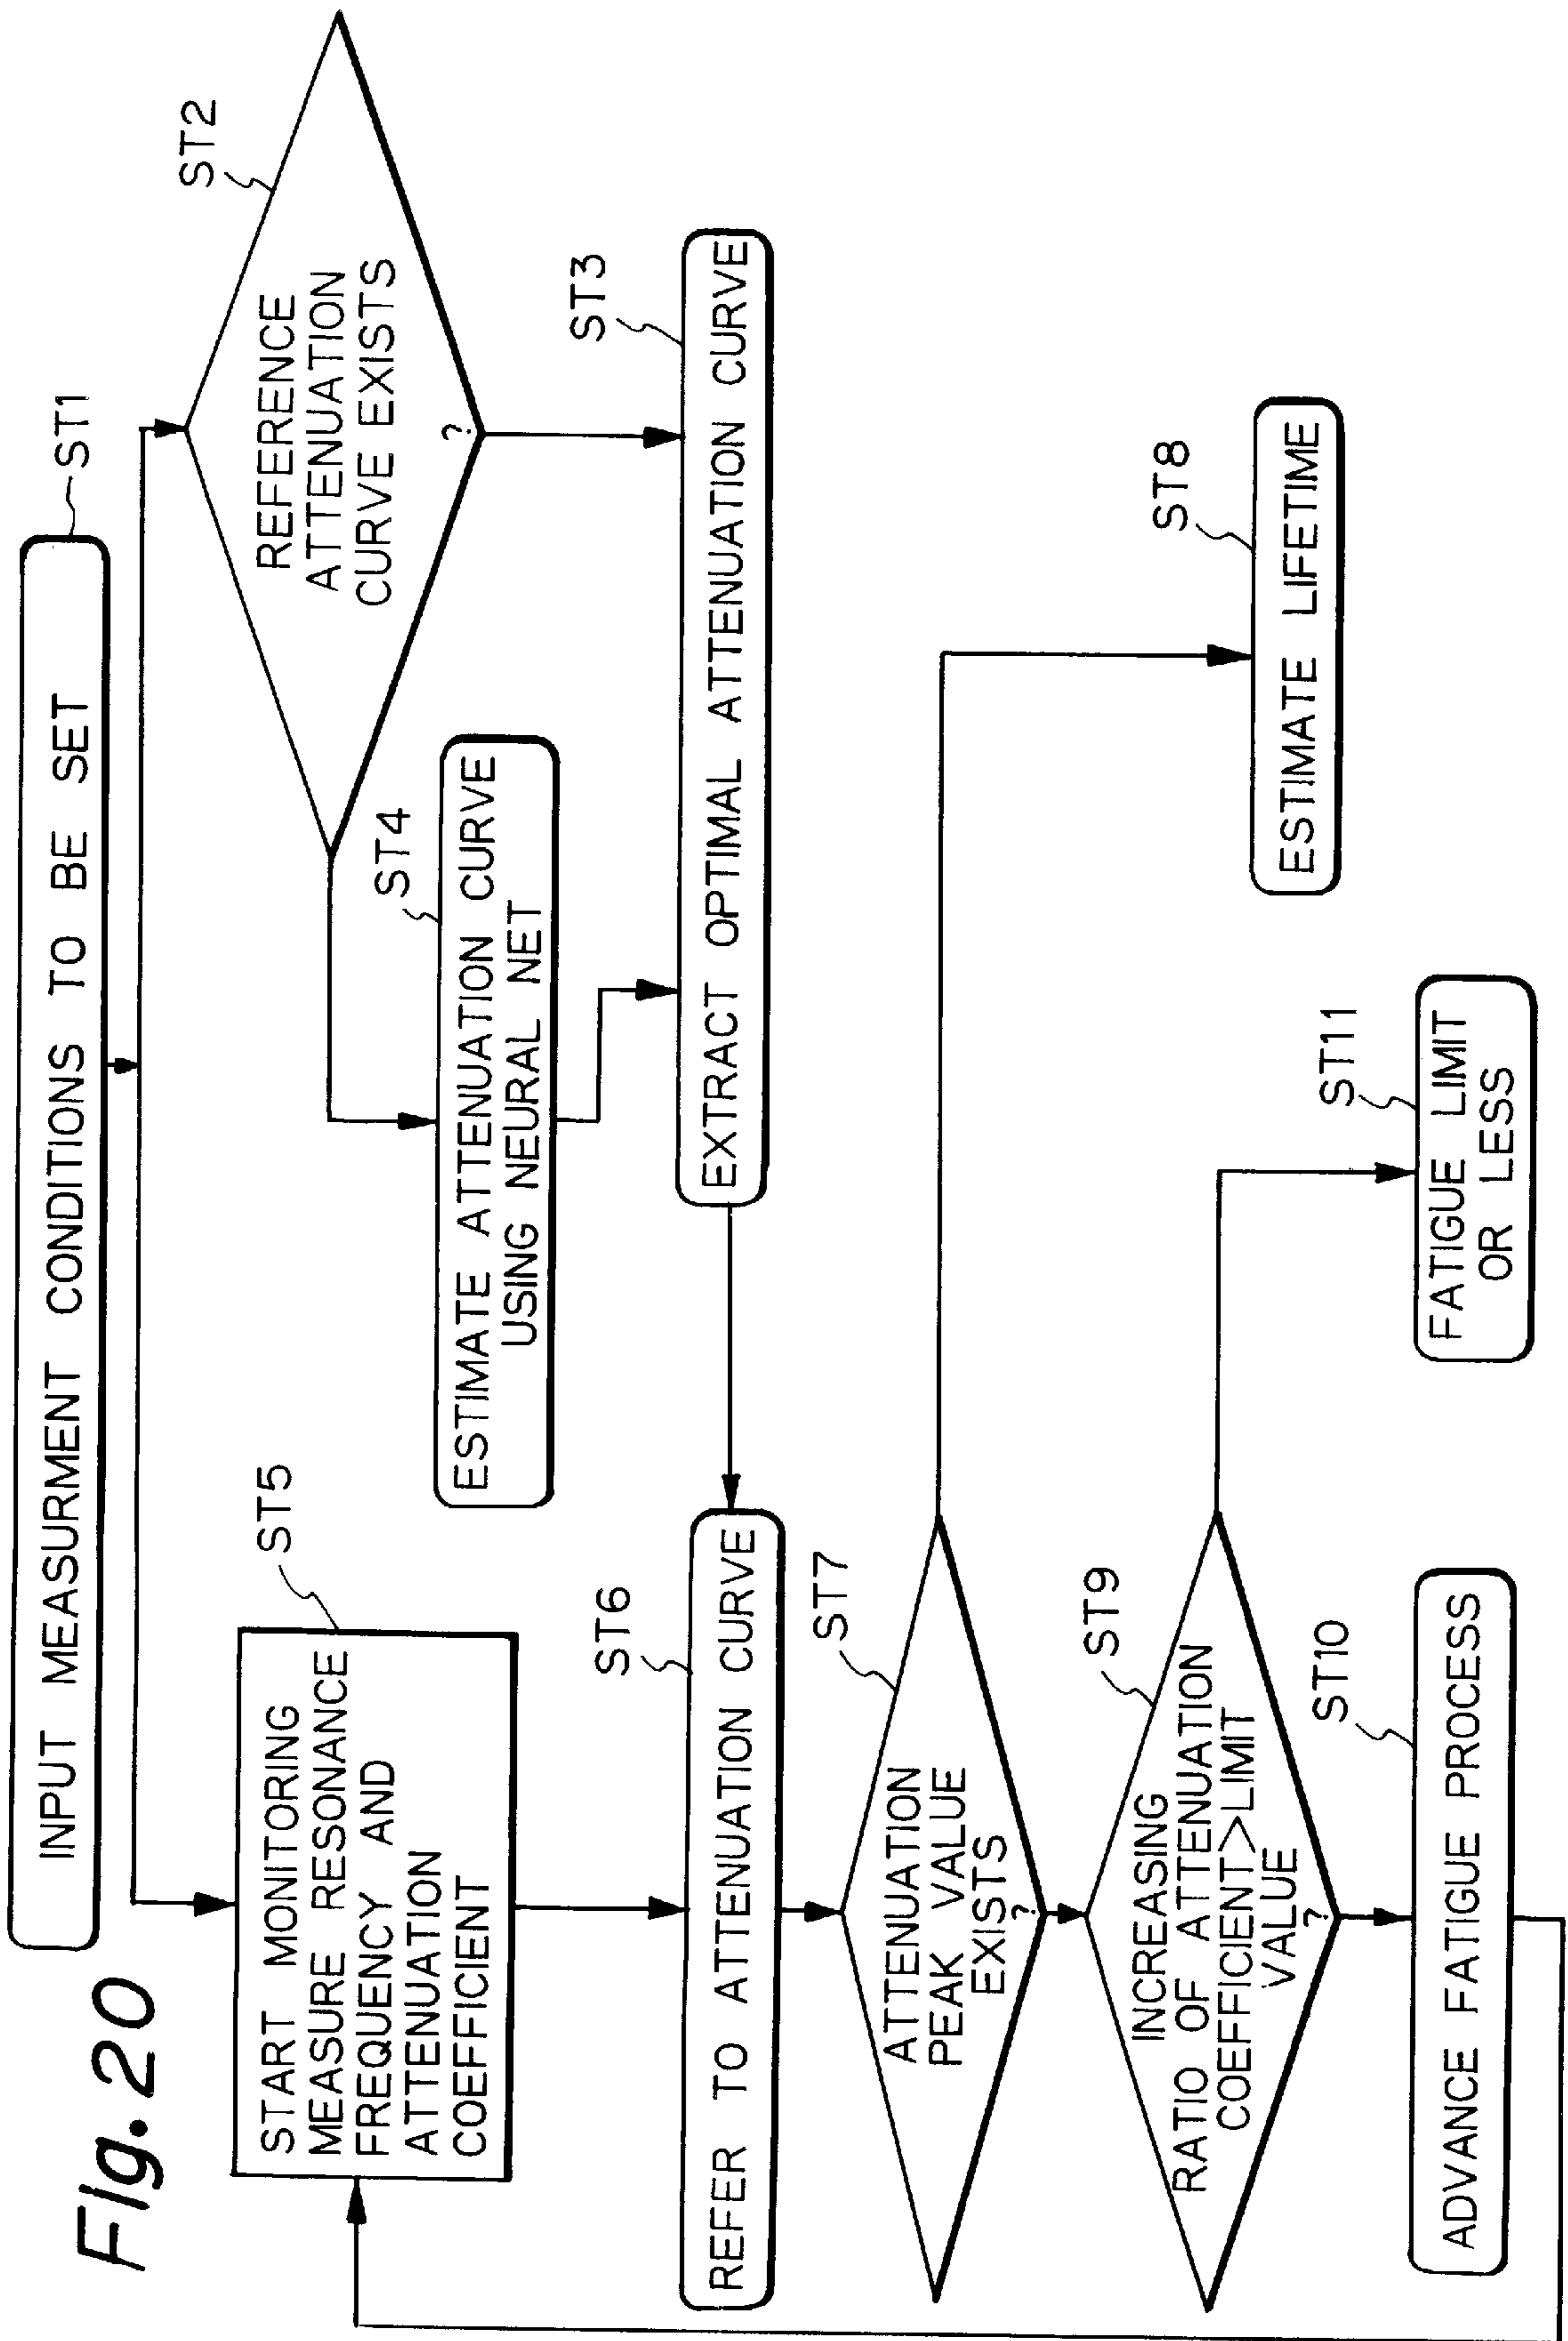 Fig. 20
INPUT MEASURMENT CONDITIONS TO BE SET
ST1
START MONITORING
MEASURE RESONANCE
FREQUENCY AND
ATTENUATION
COEFFICIENT
ST5
REFERENCE
ATTENUATION
CURVE EXISTS
?
ST2
ESTIMATE ATTENUATION CURVE
USING NEURAL NET
ST4
EXTRACT OPTIMAL ATTENUATION CURVE
ST3
REFER TO ATTENUATION CURVE
ST6
ATTENUATION
PEAK VALUE
EXISTS
?
ST7
ESTIMATE LIFETIME
ST8
INCREASING
RATIO OF ATTENUATION
COEFFICIENT>LIMIT
VALUE
?
ST9
ADVANCE FATIGUE PROCESS
ST10
FATIGUE LIMIT
OR LESS
ST11